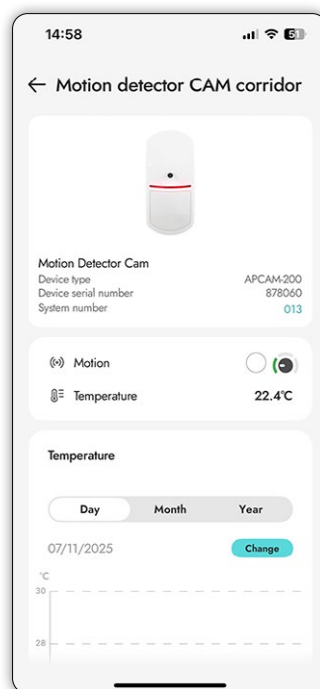 14:58
51
Motion detector CAM corridor
Motion Detector Cam
Device type APCAM-200
Device serial number 878060
System number 013
Motion
Temperature 22.4°C
Temperature
Day Month Year
07/11/2025 Change
°C
30
28